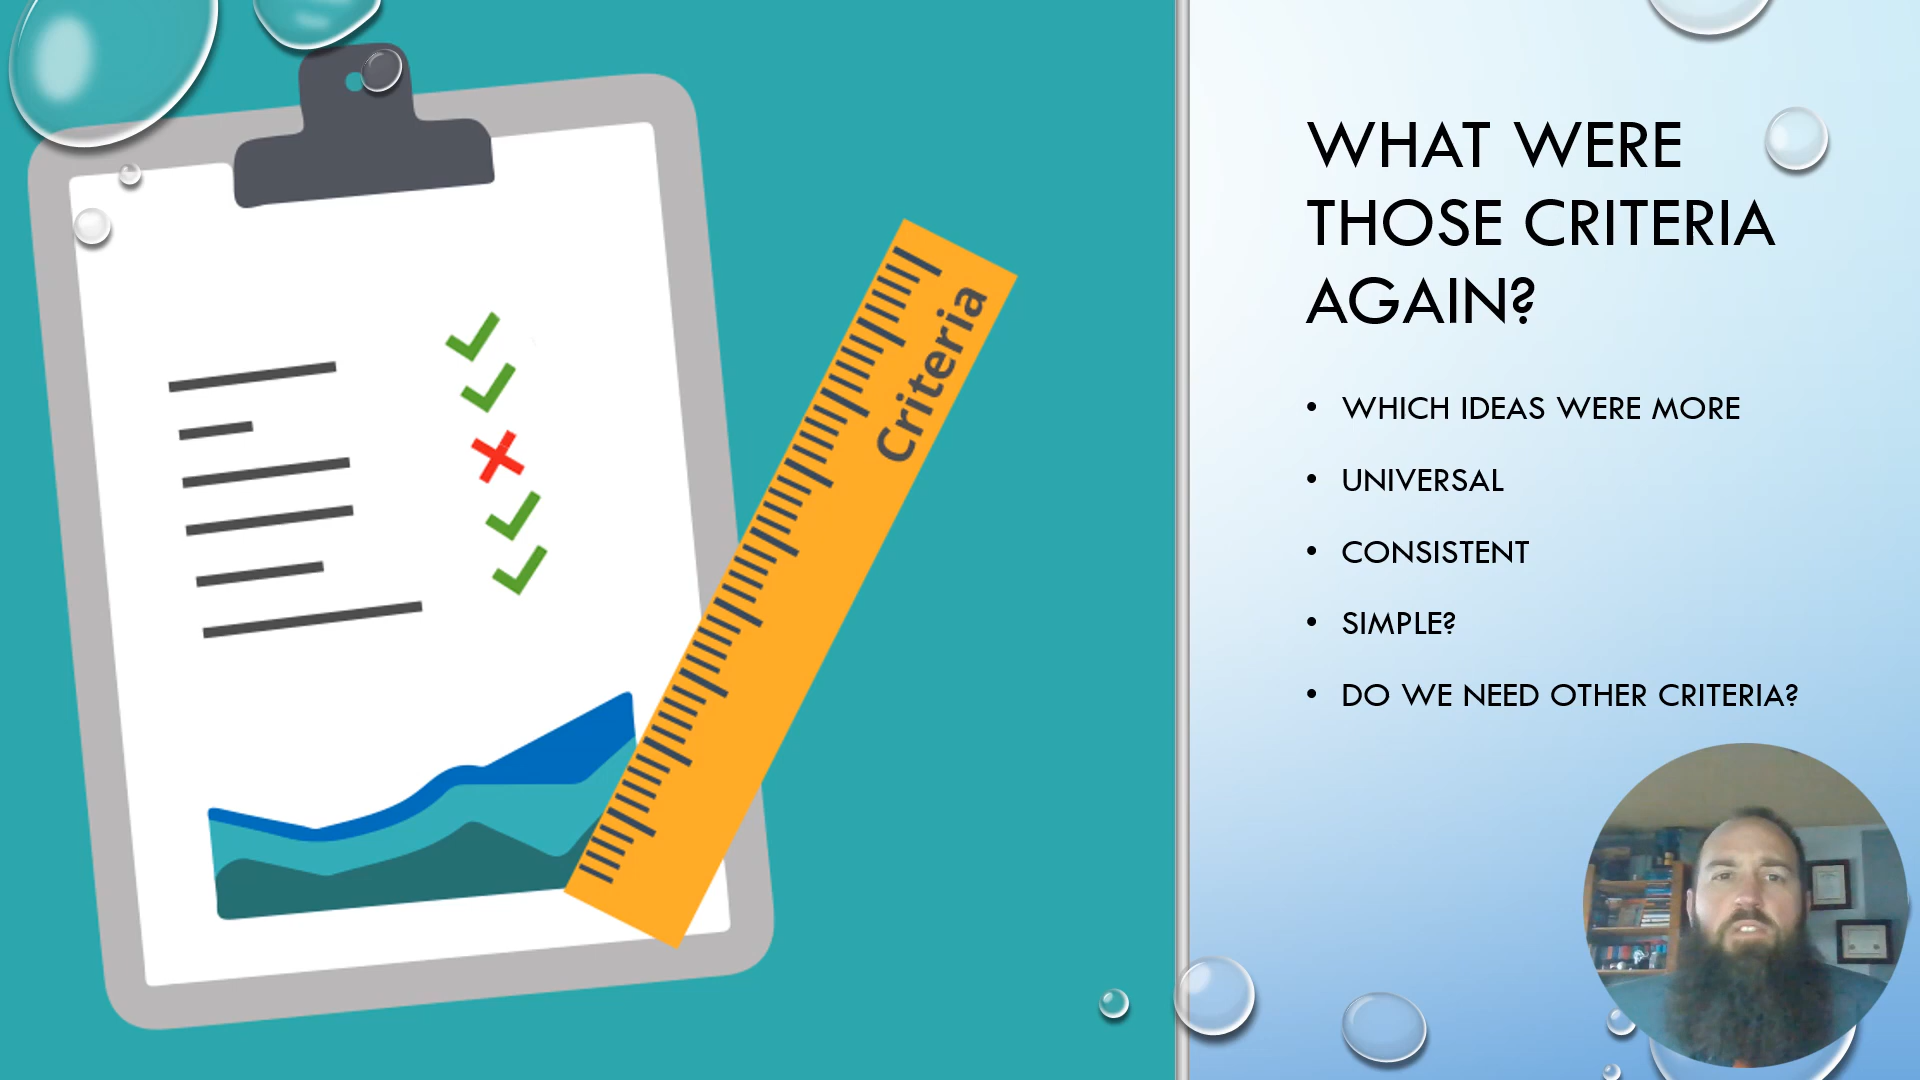 Criteria
WHAT WERE
THOSE CRITERIA
AGAIN?
• WHICH IDEAS WERE MORE
• UNIVERSAL
• CONSISTENT
• SIMPLE?
• DO WE NEED OTHER CRITERIA?